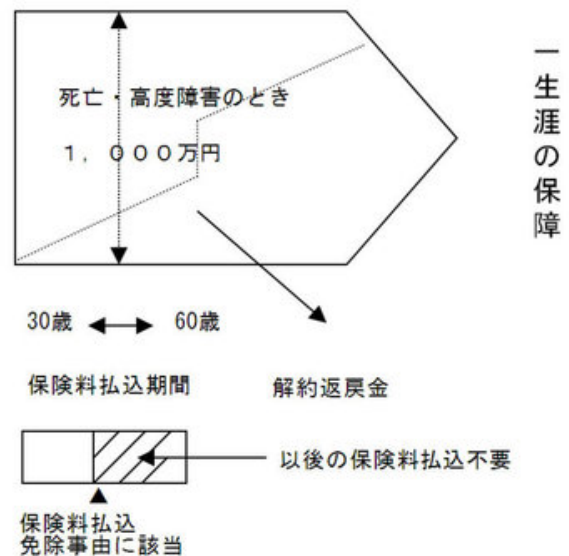 死亡・高度障害のとき
1,000万円
一生涯の保障
30歳
60歳
保険料払込期間
解約返戻金
以後の保険料払込不要
保険料払込
免除事由に該当